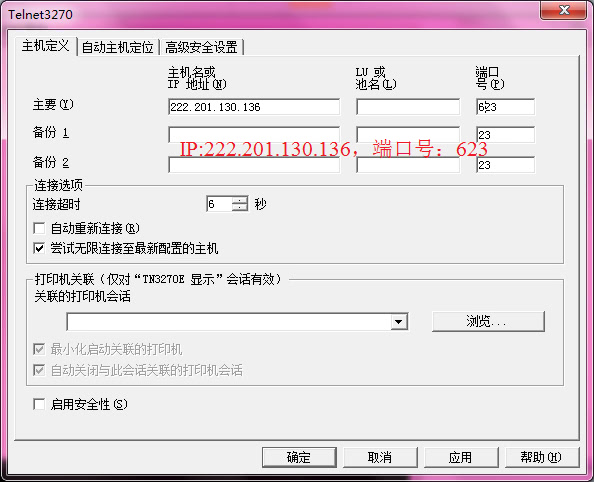 Telnet3270
主机定义 自动主机定位 高级安全设置
主机名或 LU 或 端口
IP 地址(N) 池名(L) 号(P)
主要(Y) 222.201.130.136 623
备份 1 23
IP:222.201.130.136，端口号：623
备份 2 23
连接选项
连接超时 6 秒
自动重新连接(R)
尝试无限连接至最新配置的主机
打印机关联（仅对“TN3270E 显示”会话有效）
关联的打印机会话
浏览...
最小化启动关联的打印机
自动关闭与此会话关联的打印机会话
启用安全性(S)
确定 取消 应用 帮助(H)